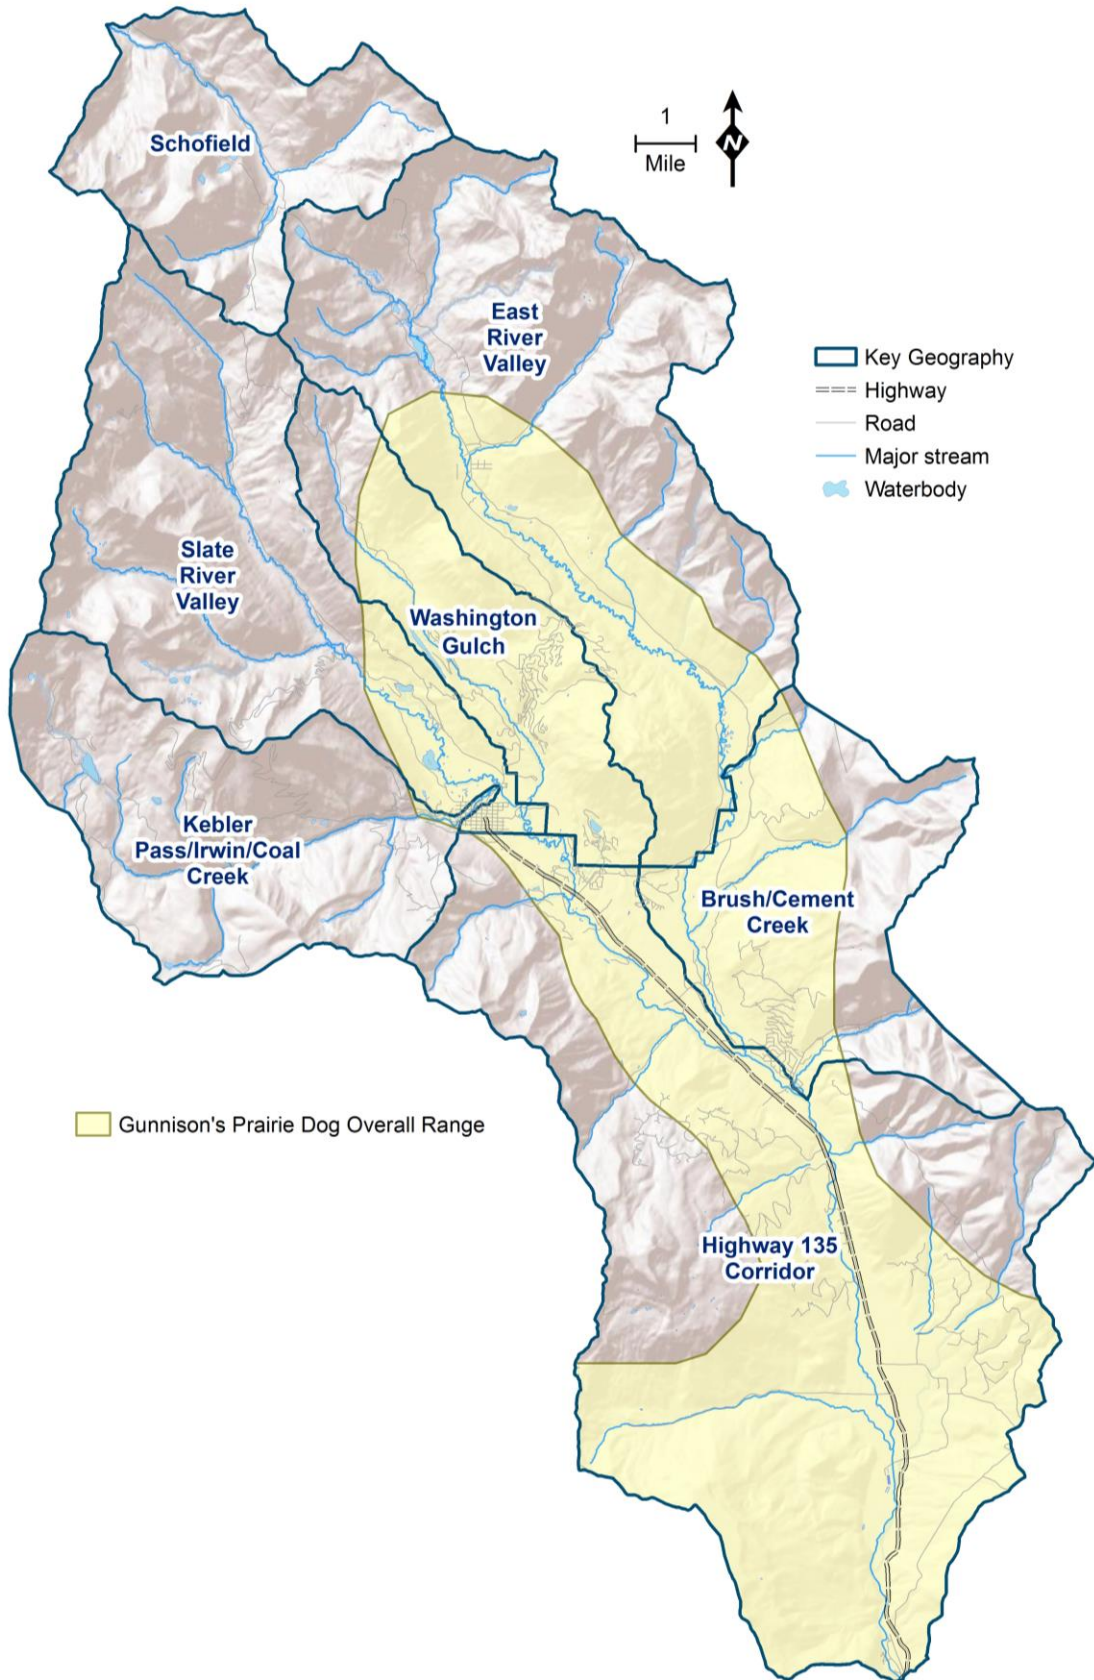 Schofield
1
N
Mile
East
River
Valley
Key Geography
Highway
Road
Major stream
Waterbody
Slate
River
Valley
Washington
Gulch
Kebler
Pass/Irwin/Coal
Creek
Brush/Cement
Creek
Gunnison's Prairie Dog Overall Range
Highway 135
Corridor